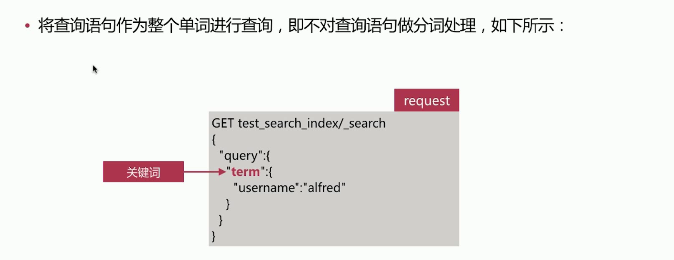 • 将查询语句作为整个单词进行查询，即不对查询语句做分词处理，如下所示：
request
GET test_search_index/_search
{
"query":{
关键词
"term":{
"username":"alfred"
}
}
}